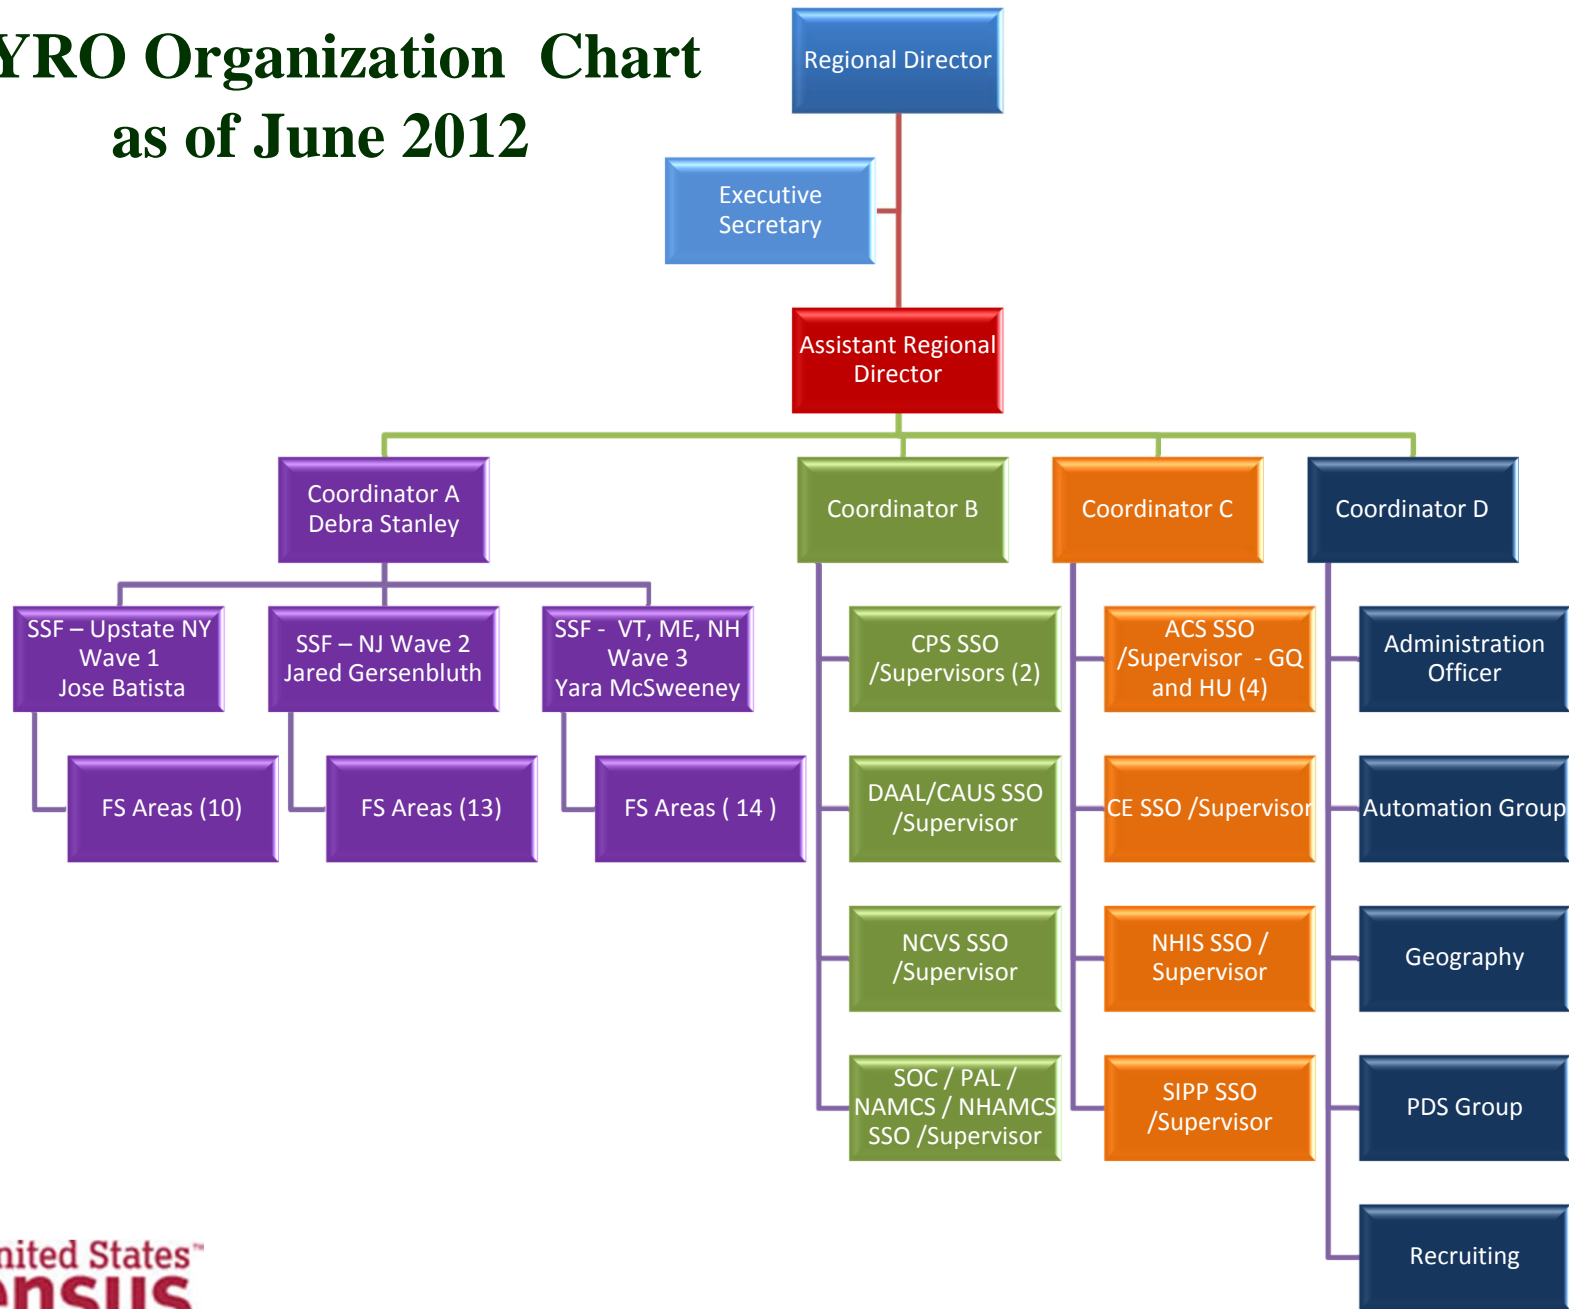 YRO Organization Chart
as of June 2012
Regional Director
Executive
Secretary
Assistant Regional
Director
Coordinator A
Debra Stanley
Coordinator B
Coordinator C
Coordinator D
SSF – Upstate NY
Wave 1
Jose Batista
SSF – NJ Wave 2
Jared Gersenbluth
SSF - VT, ME, NH
Wave 3
Yara McSweeney
FS Areas (10)
FS Areas (13)
FS Areas ( 14 )
CPS SSO
/Supervisors (2)
DAAL/CAUS SSO
/Supervisor
NCVS SSO
/Supervisor
SOC / PAL /
NAMCS / NHAMCS
SSO /Supervisor
ACS SSO
/Supervisor - GQ
and HU (4)
CE SSO /Supervisor
NHIS SSO /
Supervisor
SIPP SSO
/Supervisor
Administration
Officer
Automation Group
Geography
PDS Group
Recruiting
nited States™
ensus